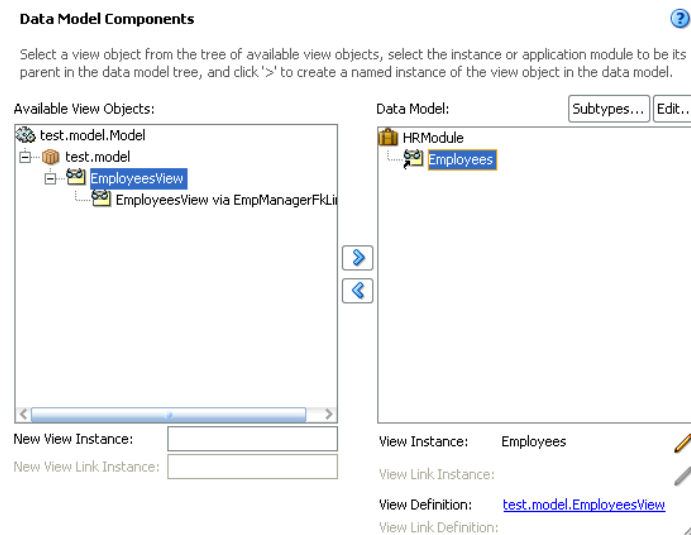 Data Model Components
Select a view object from the tree of available view objects, select the instance or application module to be its
parent in the data model tree, and click '>' to create a named instance of the view object in the data model.
Available View Objects:
Data Model:
Subtypes...
Edit..
test.model.Model
test.model
EmployeesView
EmployeesView via EmpManagerFkLi
HRModule
Employees
New View Instance:
New View Link Instance:
View Instance: Employees
View Link Instance:
View Definition: test.model.EmployeesView
View Link Definition: